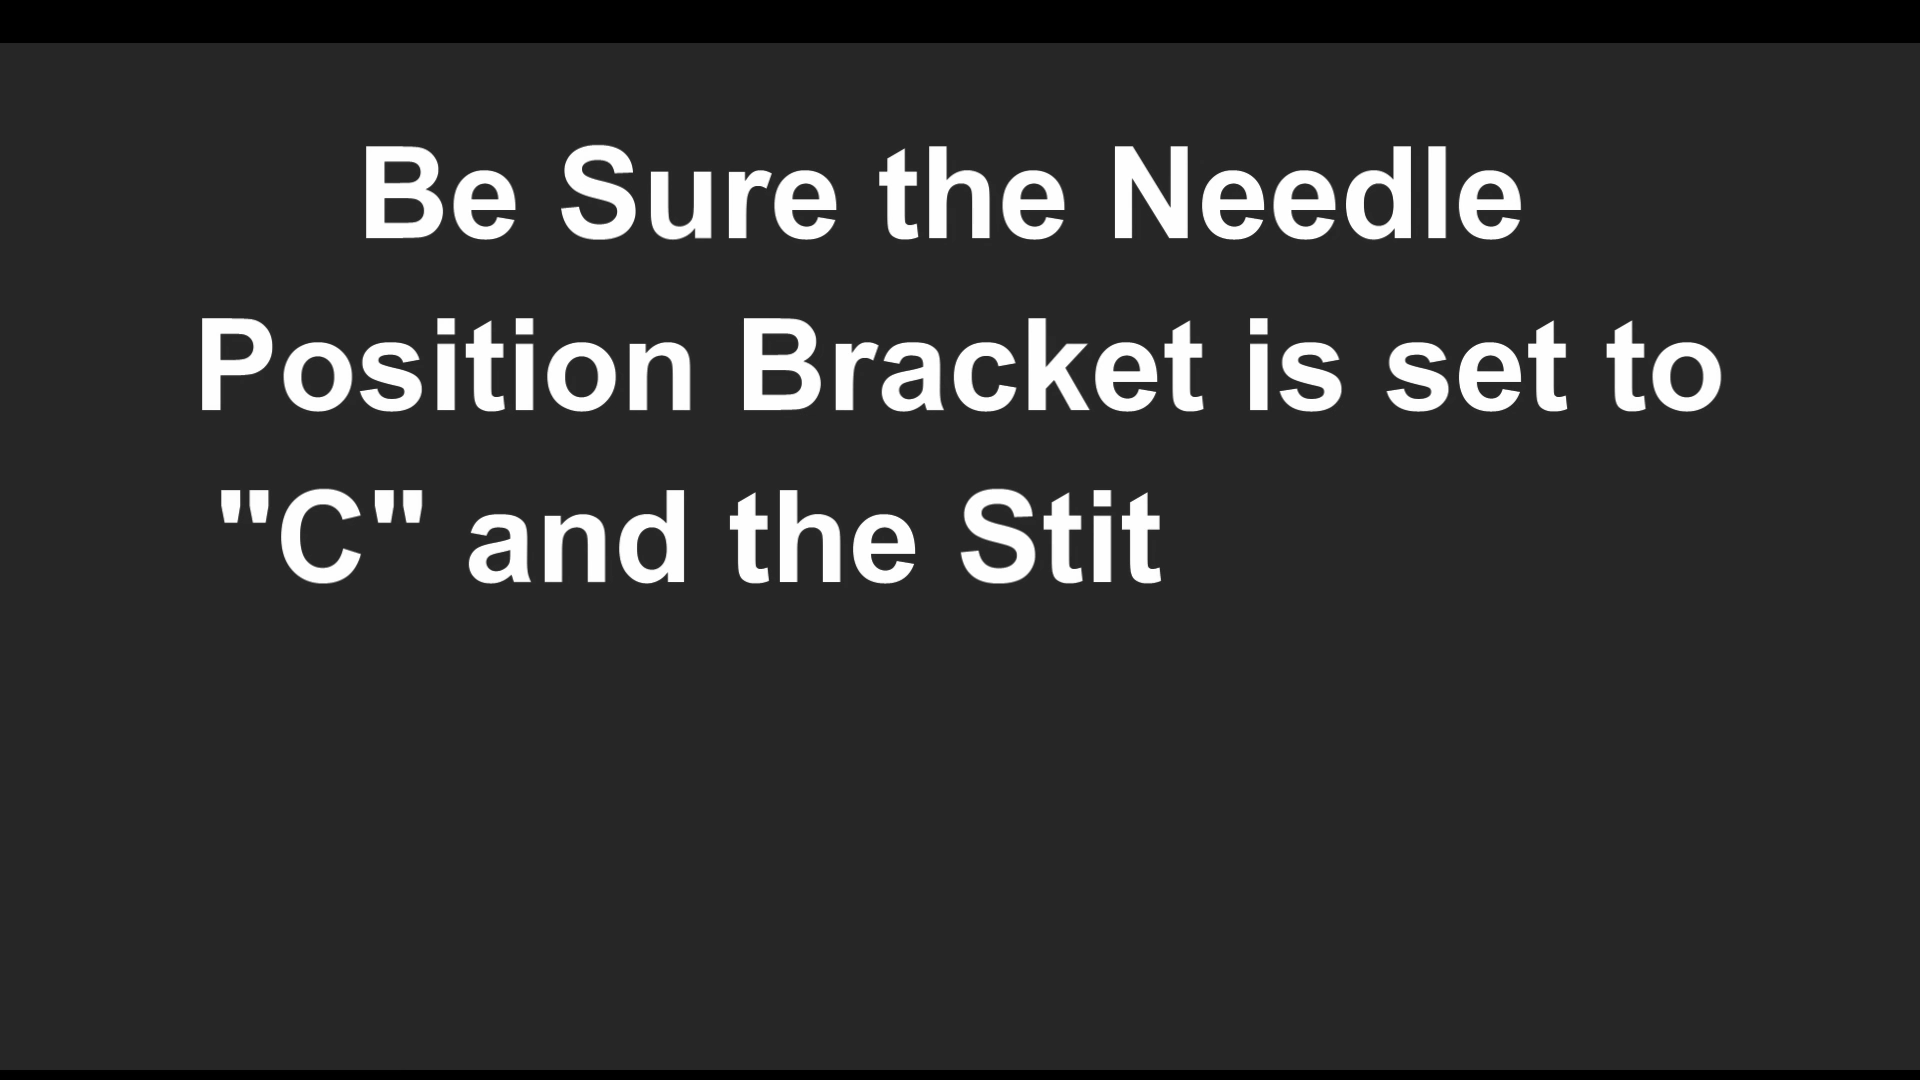 Be Sure the Needle
Position Bracket is set to
"C" and the Stit